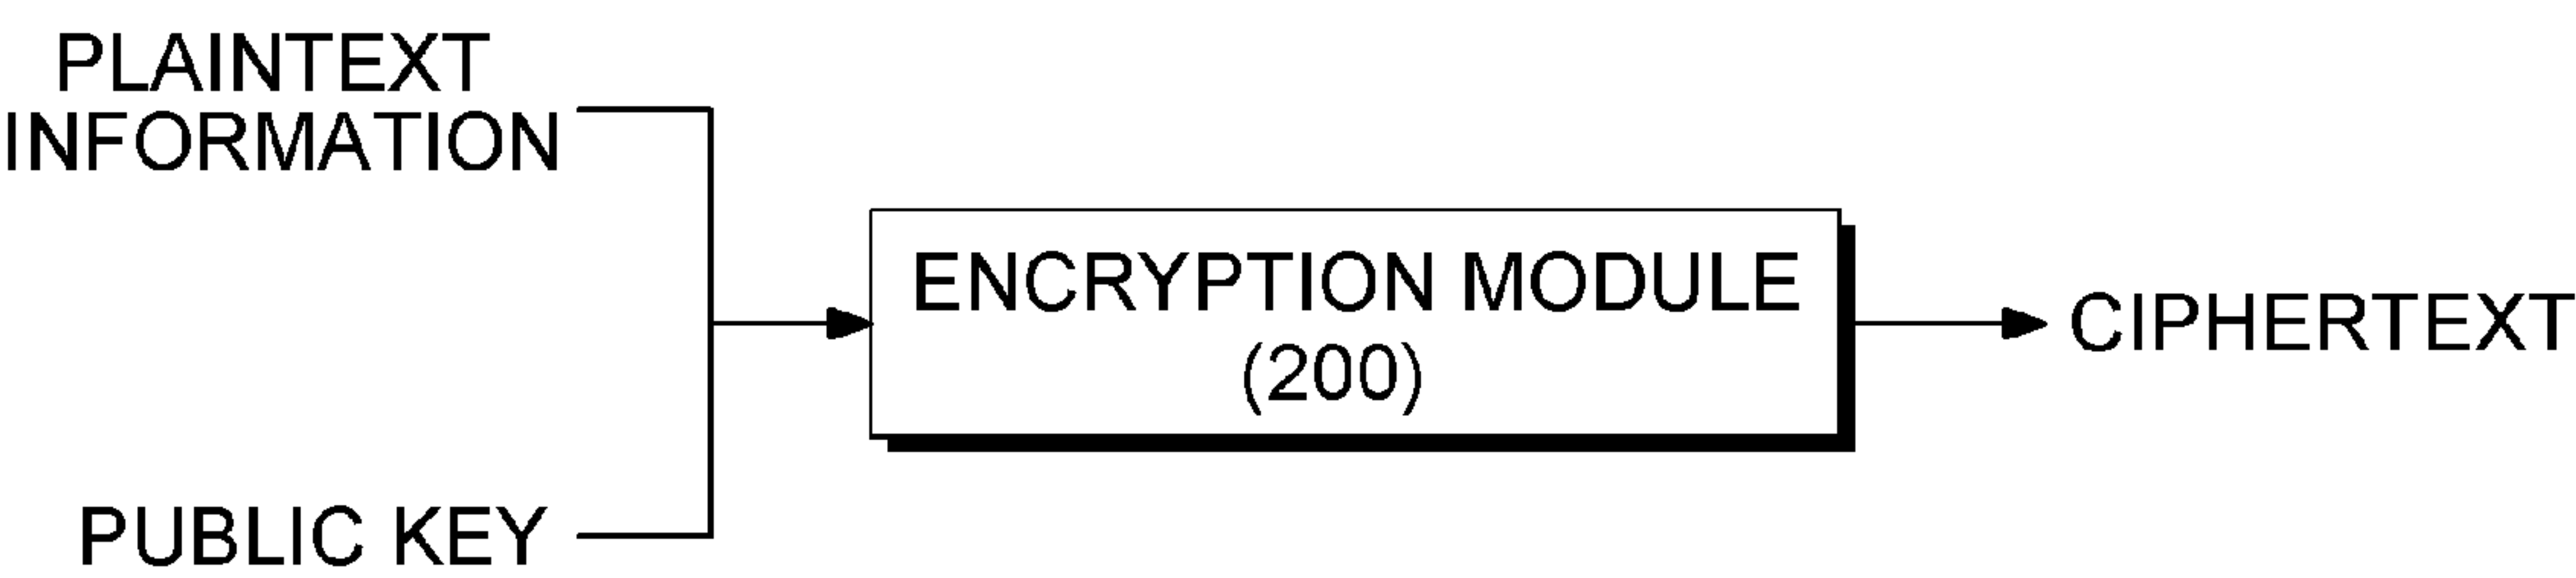 PLAINTEXT
INFORMATION
PUBLIC KEY
ENCRYPTION MODULE
(200)
CIPHERTEXT